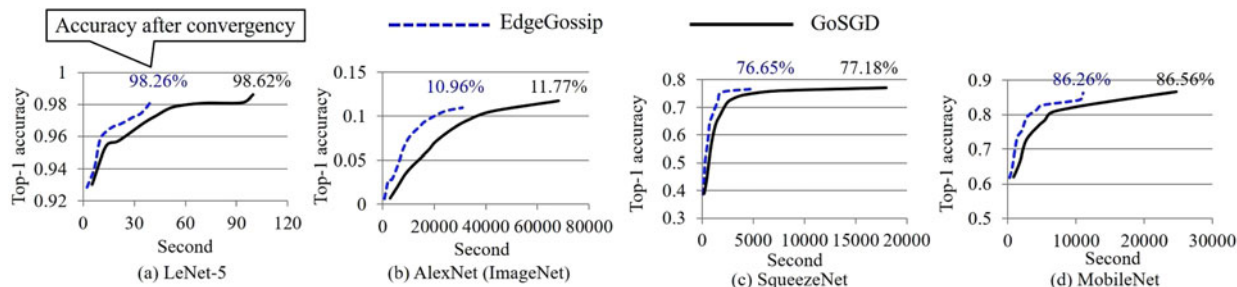 EdgeGossip
GoSGD
Accuracy after convergency
98.26%
98.62%
Top-1 accuracy
1
0.98
0.96
0.94
0.92
0 30 60 90 120
Second
(a) LeNet-5
10.96%
11.77%
Top-1 accuracy
0.15
0.1
0.05
0
0 20000 40000 60000 80000
Second
(b) AlexNet (ImageNet)
76.65%
77.18%
Top-1 accuracy
0.8
0.7
0.6
0.5
0.4
0.3
0 5000 10000 15000 20000
Second
(c) SqueezeNet
86.26%
86.56%
Top-1 accuracy
0.9
0.8
0.7
0.6
0.5
0 10000 20000 30000
Second
(d) MobileNet